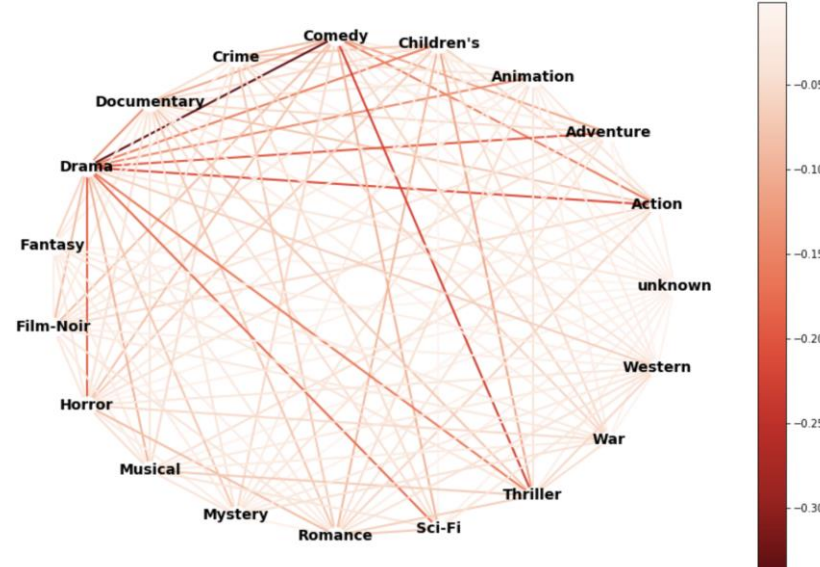 Comedy
Children's
Crime
Animation
Documentary
Adventure
Drama
Action
Fantasy
unknown
Film-Noir
Western
Horror
War
Musical
Thriller
Mystery
Sci-Fi
Romance
−0.05
−0.10
−0.15
−0.20
−0.25
−0.30